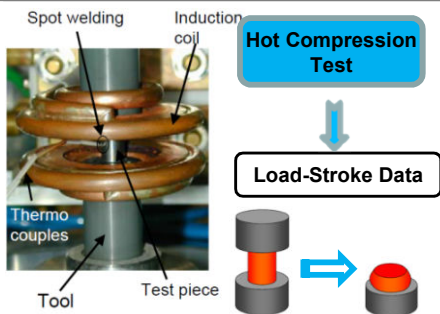 Spot welding
Induction
coil
Thermo
couples
Tool
Test piece
Hot Compression
Test
Load-Stroke Data